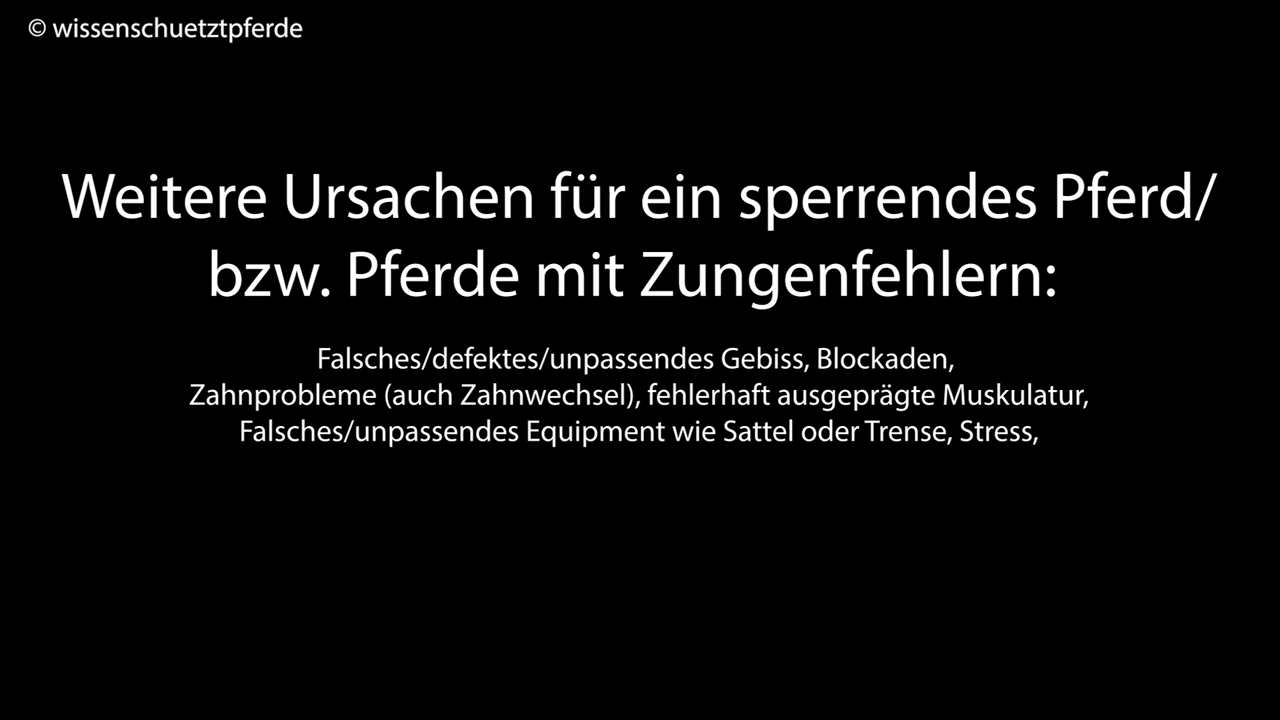 © wissenschuetztpferde
Weitere Ursachen für ein sperrendes Pferd/
bzw. Pferde mit Zungenfehlern:
Falsches/defektes/unpassendes Gebiss, Blockaden,
Zahnprobleme (auch Zahnwechsel), fehlerhaft ausgeprägte Muskulatur,
Falsches/unpassendes Equipment wie Sattel oder Trense, Stress,